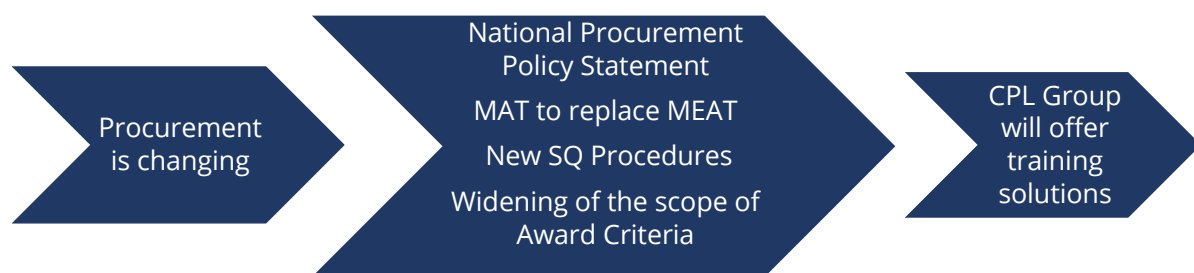 Procurement
is changing
National Procurement
Policy Statement
MAT to replace MEAT
New SQ Procedures
Widening of the scope of
Award Criteria
CPL Group
will offer
training
solutions